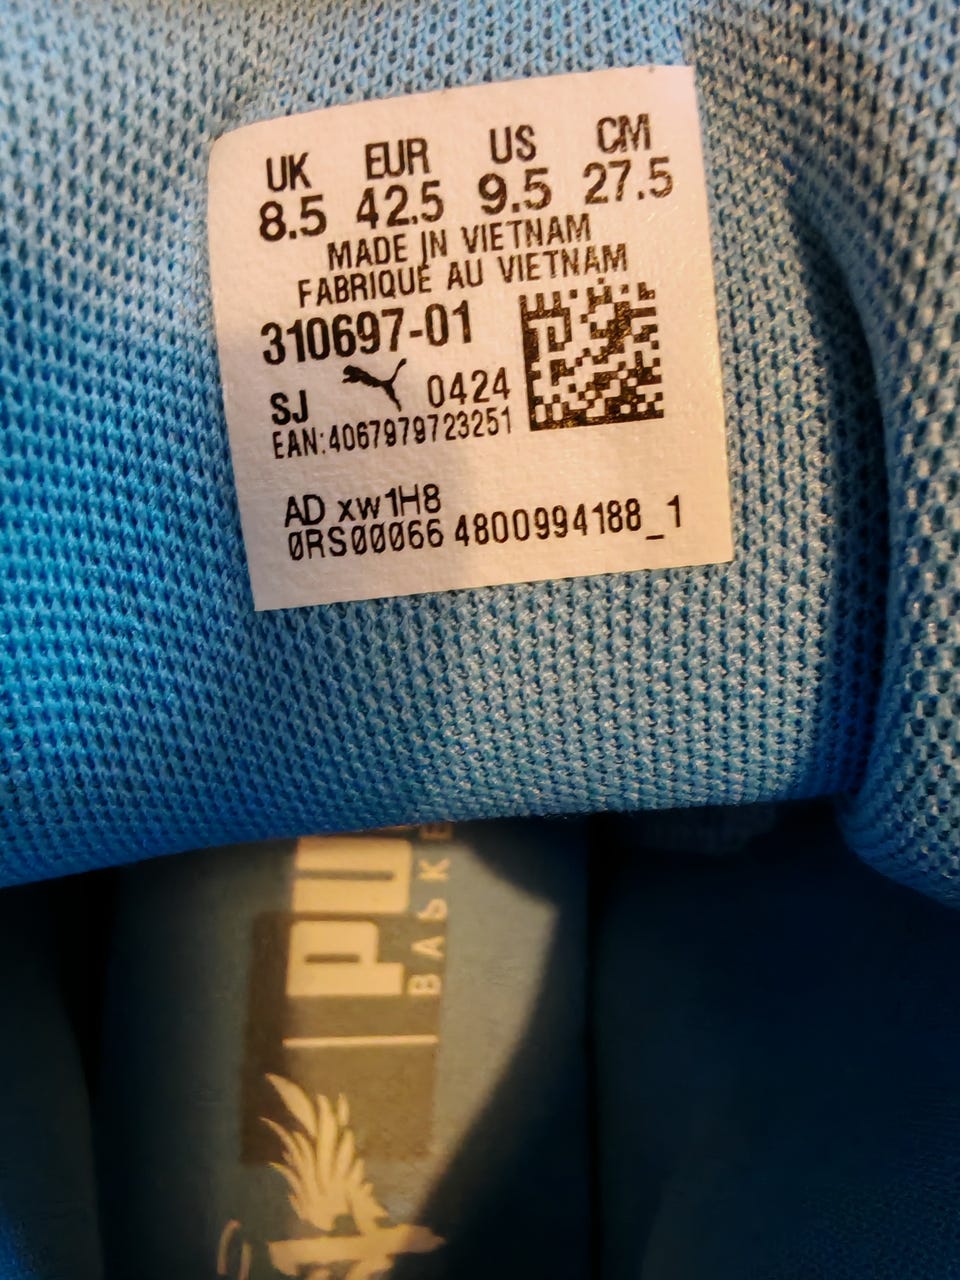 UK EUR US CM
8.5 42.5 9.5 27.5
MADE IN VIETNAM
FABRIQUÉ AU VIETNAM
310697-01
SJ 0424
EAN:4067979723251
AD xw1H8
0RS00066 4800994188_1